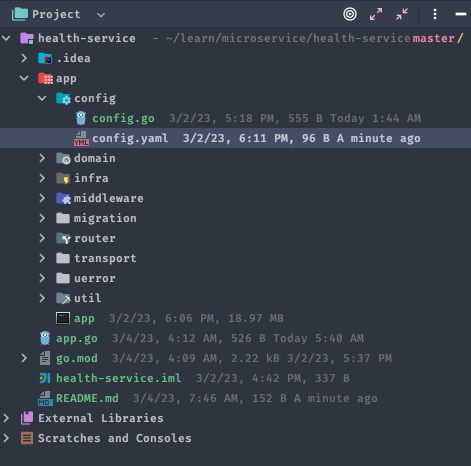 Project
health-service – ~/learn/microservice/health-service master /
.idea
app
config
config.go 3/2/23, 5:18 PM, 555 B Today 1:44 AM
YML config.yaml 3/2/23, 6:11 PM, 96 B A minute ago
domain
infra
middleware
migration
router
transport
uerror
util
app 3/2/23, 6:06 PM, 18.97 MB
app.go 3/4/23, 4:12 AM, 526 B Today 5:40 AM
go.mod 3/4/23, 4:09 AM, 2.22 kB 3/2/23, 5:37 PM
health-service.iml 3/2/23, 4:42 PM, 337 B
MD README.md 3/4/23, 7:46 AM, 152 B A minute ago
External Libraries
Scratches and Consoles